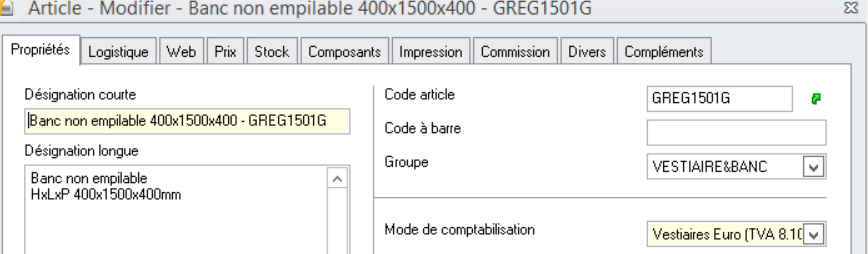 Article - Modifier - Banc non empilable 400x1500x400 - GREG1501G
Propriétés Logistique Web Prix Stock Composants Impression Commission Divers Compléments
Désignation courte
Banc non empilable 400x1500x400 - GREG1501G
Désignation longue
Banc non empilable
HxLxP 400x1500x400mm
Code article
GREG1501G
Code à barre
Groupe
VESTIAIRE&BANC
Mode de comptabilisation
Vestiaires Euro (TVA 8.10